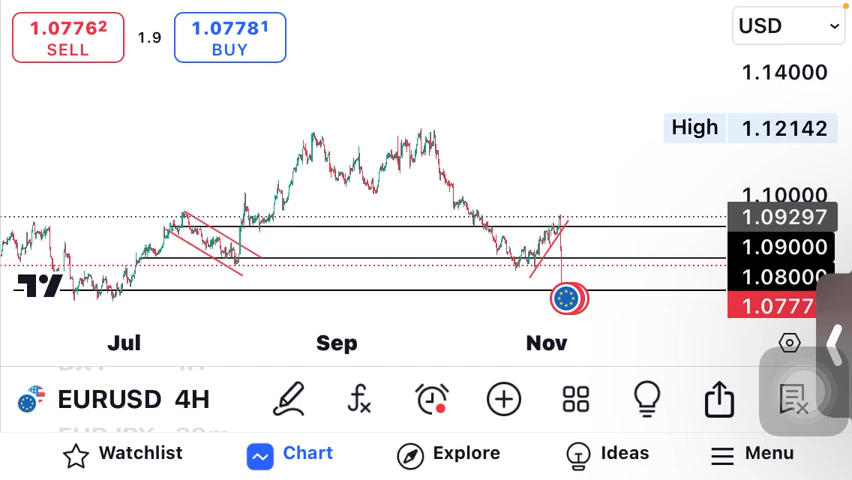 1.07762
SELL
1.9
1.07781
BUY
USD
1.14000
High 1.12142
1.10000
1.09297
1.09000
1.08000
1.0777
Jul Sep Nov
EURUSD 4H
Watchlist Chart Explore Ideas Menu